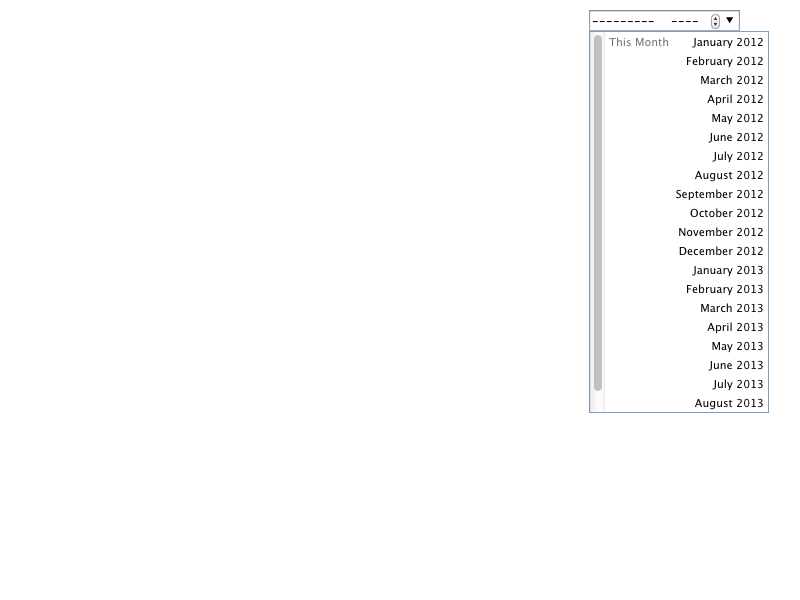 --------- ----
This Month January 2012
February 2012
March 2012
April 2012
May 2012
June 2012
July 2012
August 2012
September 2012
October 2012
November 2012
December 2012
January 2013
February 2013
March 2013
April 2013
May 2013
June 2013
July 2013
August 2013